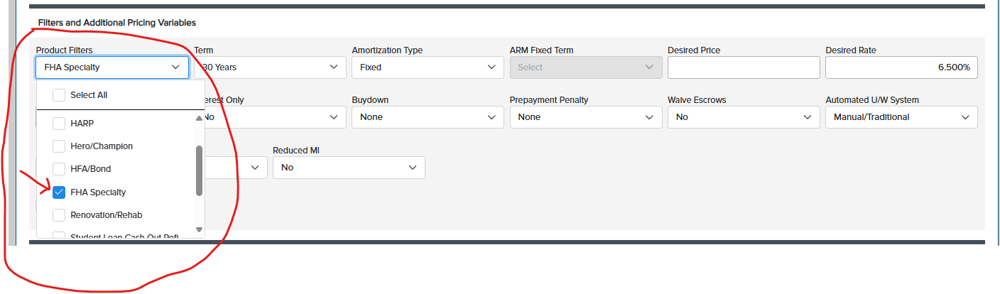 Filters and Additional Pricing Variables
Product Filters Term Amortization Type ARM Fixed Term Desired Price Desired Rate
FHA Specialty 30 Years Fixed Select 6.500%
Select All
erest Only Buydown Prepayment Penalty Waive Escrows Automated U/W System
No None None No Manual/Traditional
HARP
Hero/Champion
Reduced MI
HFA/Bond No
FHA Specialty
Renovation/Rehab
Student Loan Cash Out Refi